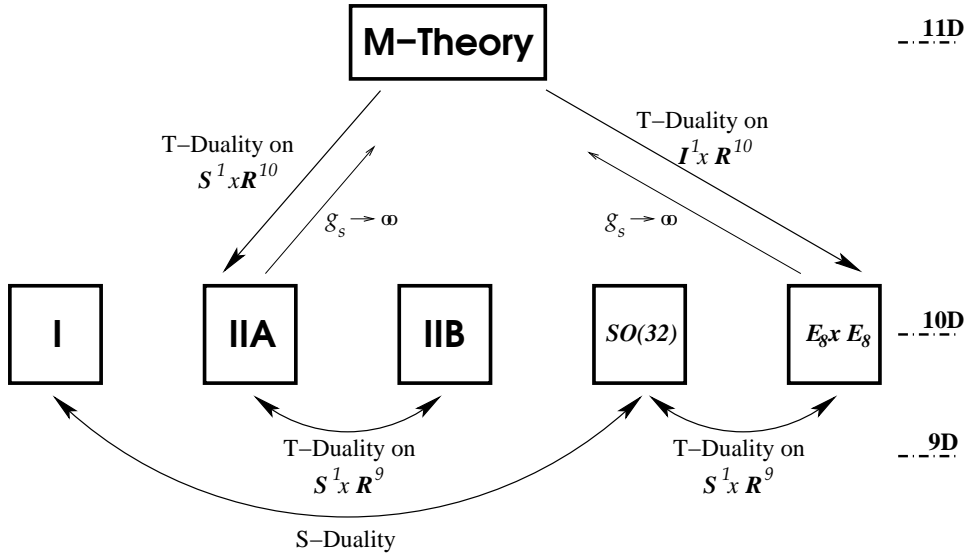 M–Theory
11D
T–Duality on
S¹xR¹⁰
T–Duality on
I¹x R¹⁰
gₛ → ∞
gₛ → ∞
I
IIA
IIB
SO(32)
E₈x E₈
10D
T–Duality on
S¹x R⁹
T–Duality on
S¹x R⁹
9D
S–Duality